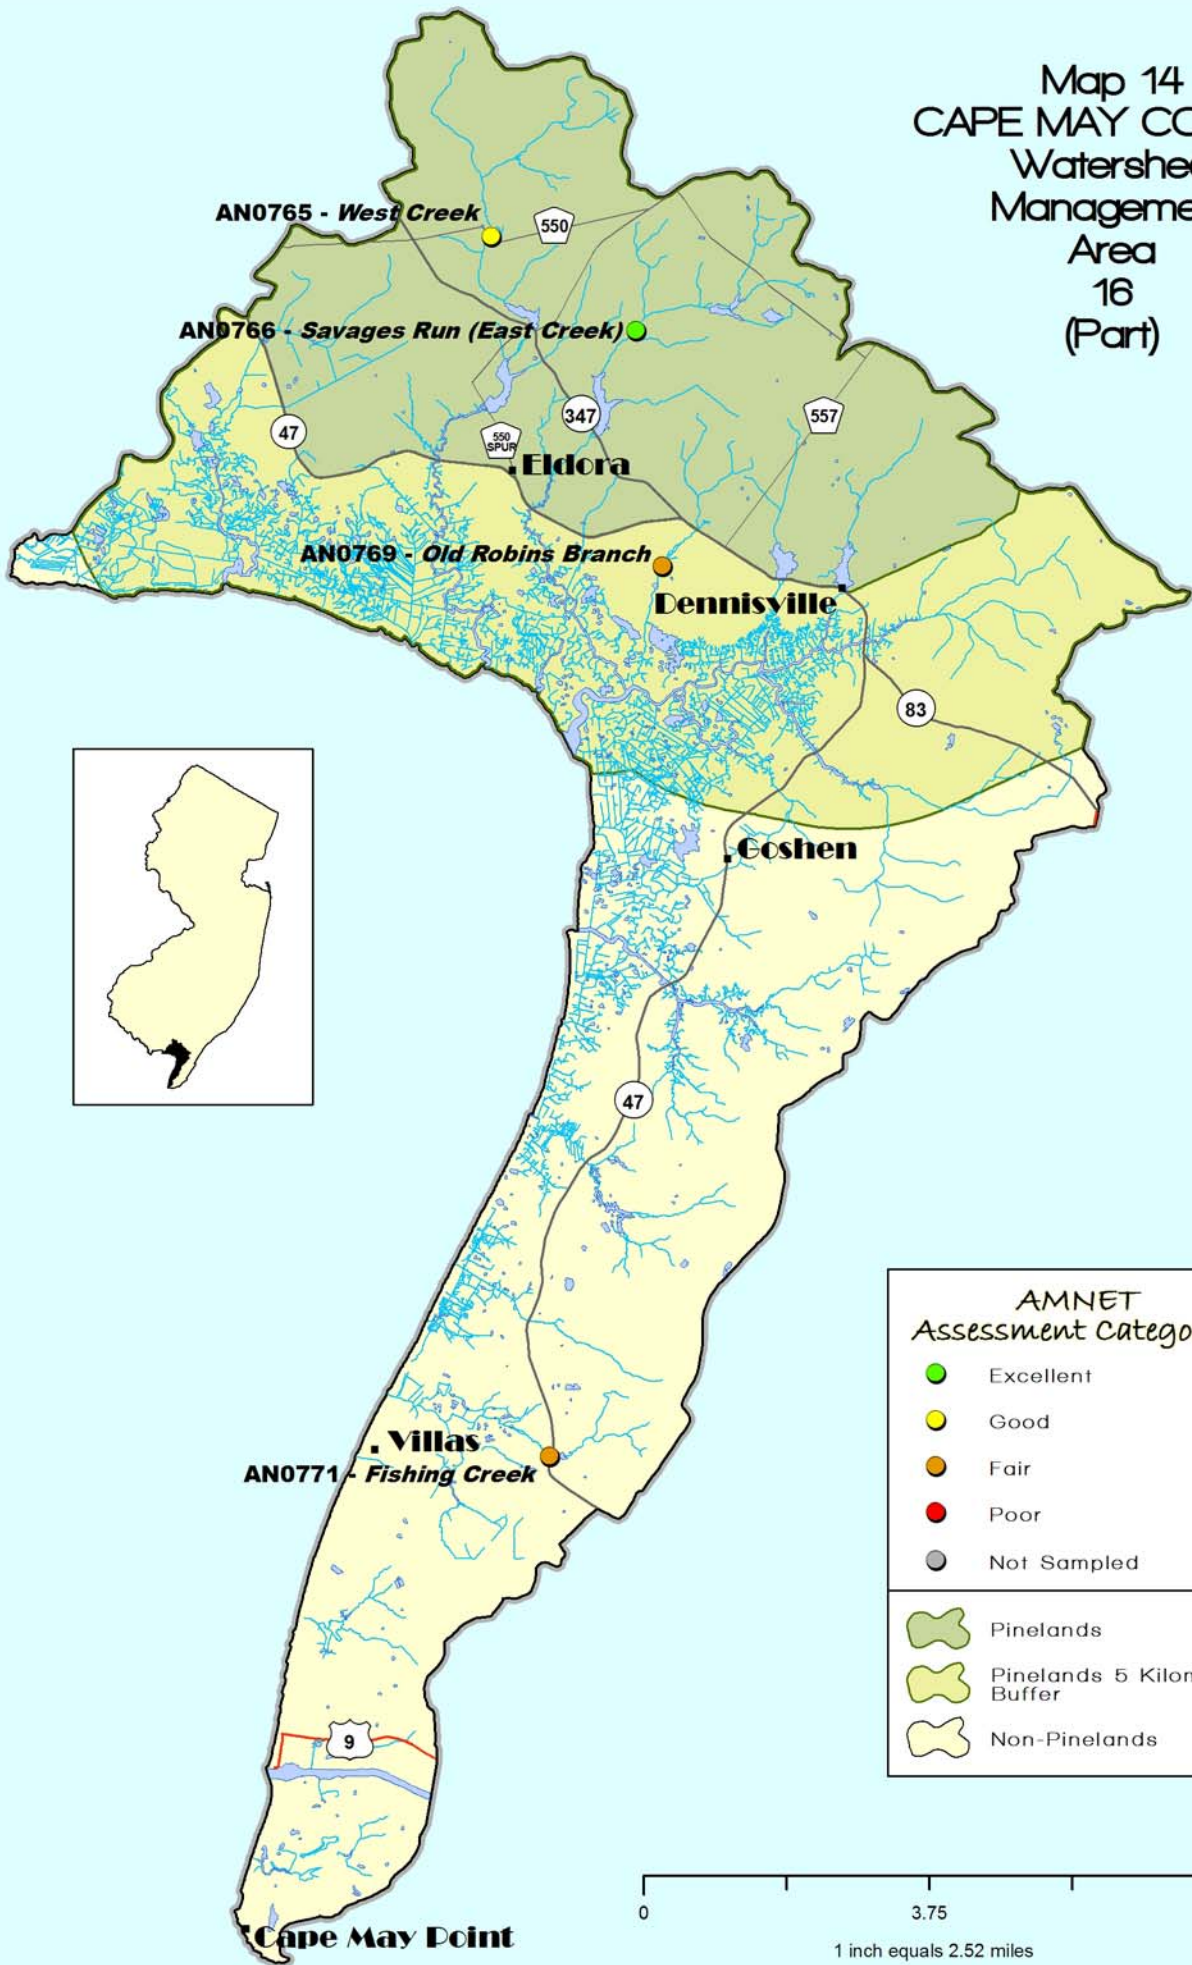 Map 14
CAPE MAY CO
Watershe
Manageme
Area
16
(Part)
AN0765 - West Creek
550
AN0766 - Savages Run (East Creek)
47
347
557
550
SPUR
Eldora
AN0769 - Old Robins Branch
Dennisville
83
Goshen
47
AMNET
Assessment Catego
Excellent
Good
Fair
Poor
Not Sampled
Pinelands
Pinelands 5 Kilom
Buffer
Non-Pinelands
Villas
AN0771 - Fishing Creek
9
Cape May Point
0
3.75
1 inch equals 2.52 miles